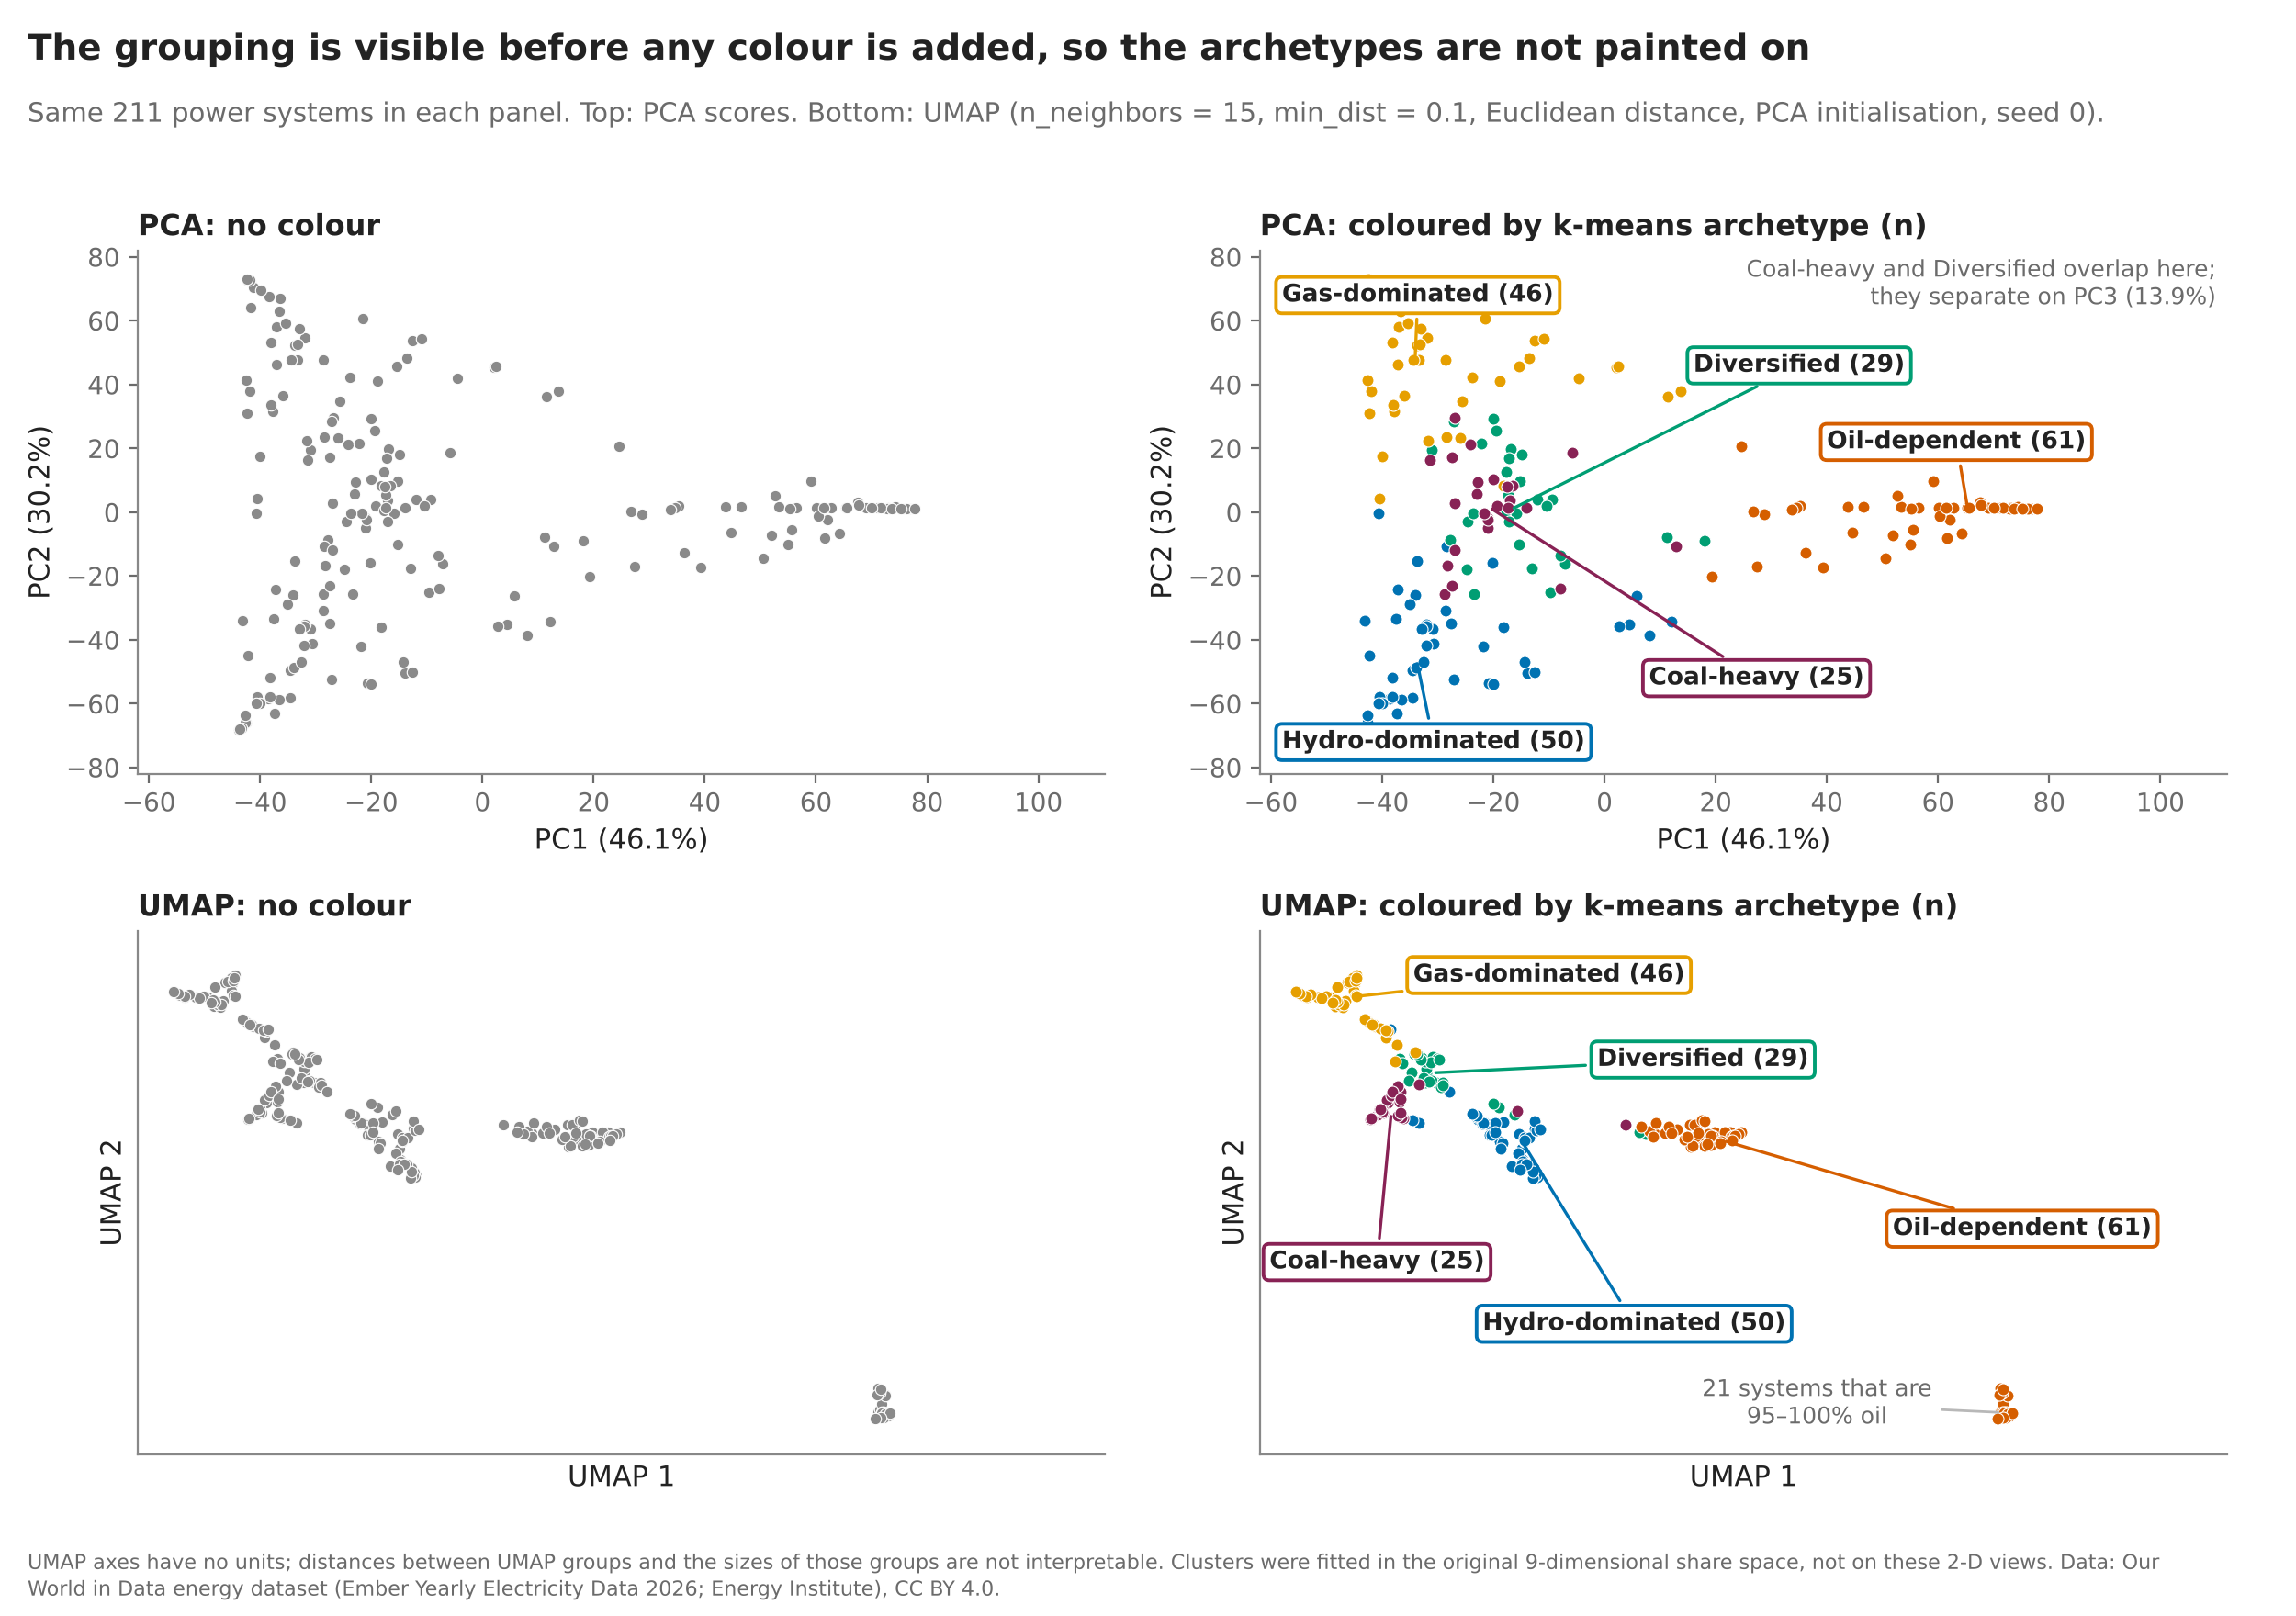 The grouping is visible before any colour is added, so the archetypes are not painted on
Same 211 power systems in each panel. Top: PCA scores. Bottom: UMAP (n_neighbors = 15, min_dist = 0.1, Euclidean distance, PCA initialisation, seed 0).
PCA: no colour
80
60
40
20
0
−20
−40
−60
−80
PC2 (30.2%)
−60 −40 −20 0 20 40 60 80 100
PC1 (46.1%)
PCA: coloured by k-means archetype (n)
Coal-heavy and Diversified overlap here;
they separate on PC3 (13.9%)
Gas-dominated (46)
Diversified (29)
Oil-dependent (61)
Coal-heavy (25)
Hydro-dominated (50)
80
60
40
20
0
−20
−40
−60
−80
PC2 (30.2%)
−60 −40 −20 0 20 40 60 80 100
PC1 (46.1%)
UMAP: no colour
UMAP 2
UMAP 1
UMAP: coloured by k-means archetype (n)
Gas-dominated (46)
Diversified (29)
Oil-dependent (61)
Coal-heavy (25)
Hydro-dominated (50)
21 systems that are
95–100% oil
UMAP 2
UMAP 1
UMAP axes have no units; distances between UMAP groups and the sizes of those groups are not interpretable. Clusters were fitted in the original 9-dimensional share space, not on these 2-D views. Data: Our
World in Data energy dataset (Ember Yearly Electricity Data 2026; Energy Institute), CC BY 4.0.